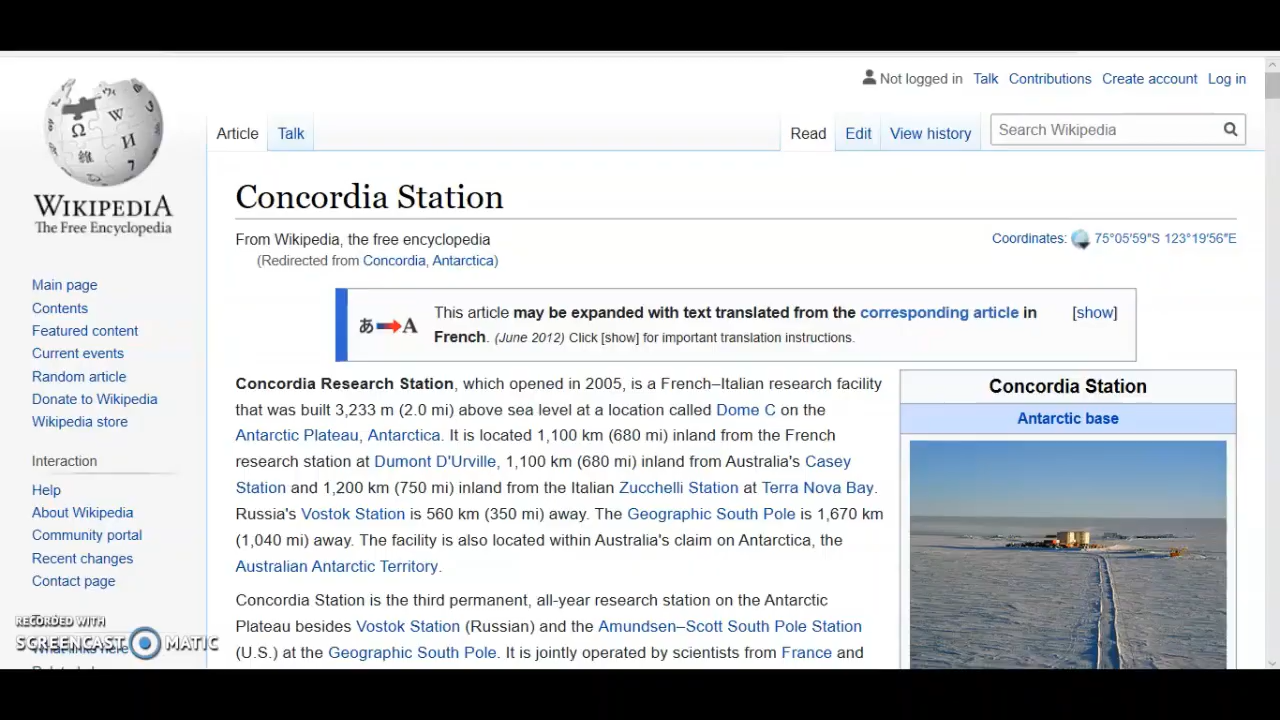 Not logged in Talk Contributions Create account Log in
Article Talk Read Edit View history Search Wikipedia
WIKIPEDIA
The Free Encyclopedia
Concordia Station
From Wikipedia, the free encyclopedia
(Redirected from Concordia, Antarctica)
Coordinates: 75°05′59″S 123°19′56″E
Main page
Contents
Featured content
Current events
Random article
Donate to Wikipedia
Wikipedia store
Interaction
Help
About Wikipedia
Community portal
Recent changes
Contact page
This article may be expanded with text translated from the corresponding article in [show]
French. (June 2012) Click [show] for important translation instructions.
Concordia Research Station, which opened in 2005, is a French–Italian research facility
that was built 3,233 m (2.0 mi) above sea level at a location called Dome C on the
Antarctic Plateau, Antarctica. It is located 1,100 km (680 mi) inland from the French
research station at Dumont D'Urville, 1,100 km (680 mi) inland from Australia's Casey
Station and 1,200 km (750 mi) inland from the Italian Zucchelli Station at Terra Nova Bay.
Russia's Vostok Station is 560 km (350 mi) away. The Geographic South Pole is 1,670 km
(1,040 mi) away. The facility is also located within Australia's claim on Antarctica, the
Australian Antarctic Territory.
Concordia Station is the third permanent, all-year research station on the Antarctic
Plateau besides Vostok Station (Russian) and the Amundsen–Scott South Pole Station
(U.S.) at the Geographic South Pole. It is jointly operated by scientists from France and
Concordia Station
Antarctic base
RECORDED WITH
SCREENCAST MATIC